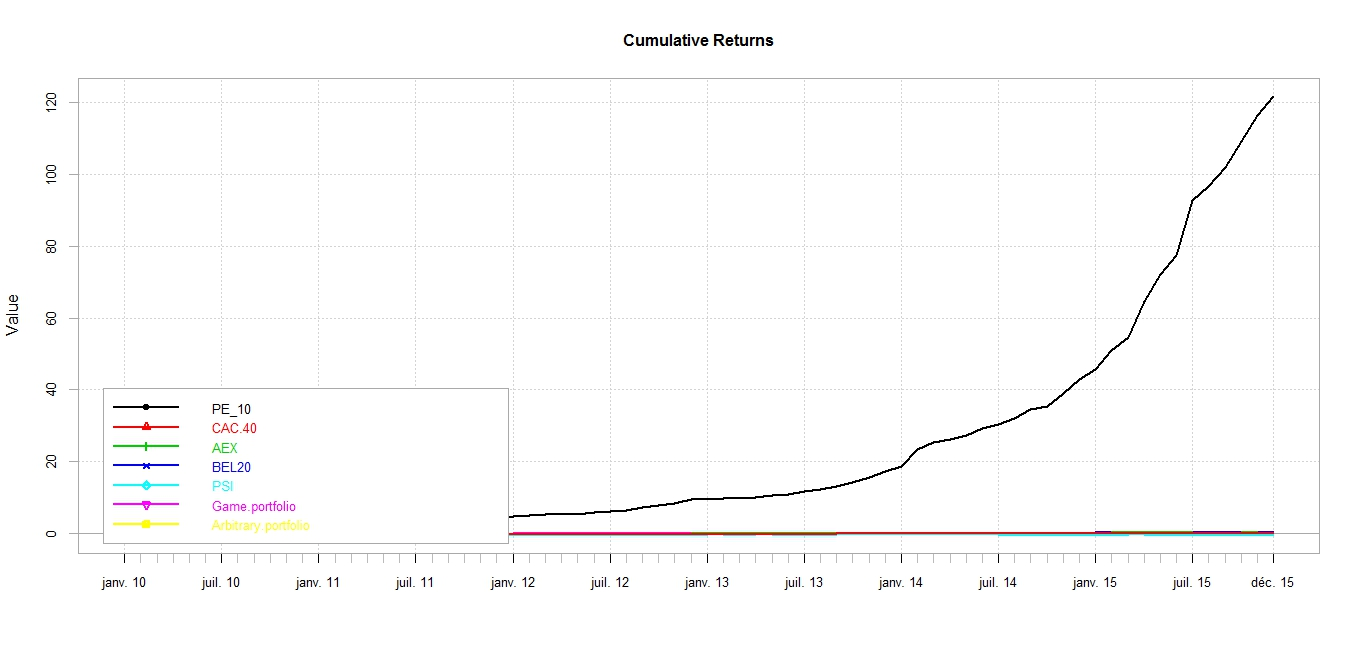 Cumulative Returns
Value
120
100
80
60
40
20
0
PE_10
CAC.40
AEX
BEL20
PSI
Game.portfolio
Arbitrary.portfolio
janv. 10 juil. 10 janv. 11 juil. 11 janv. 12 juil. 12 janv. 13 juil. 13 janv. 14 juil. 14 janv. 15 juil. 15 déc. 15